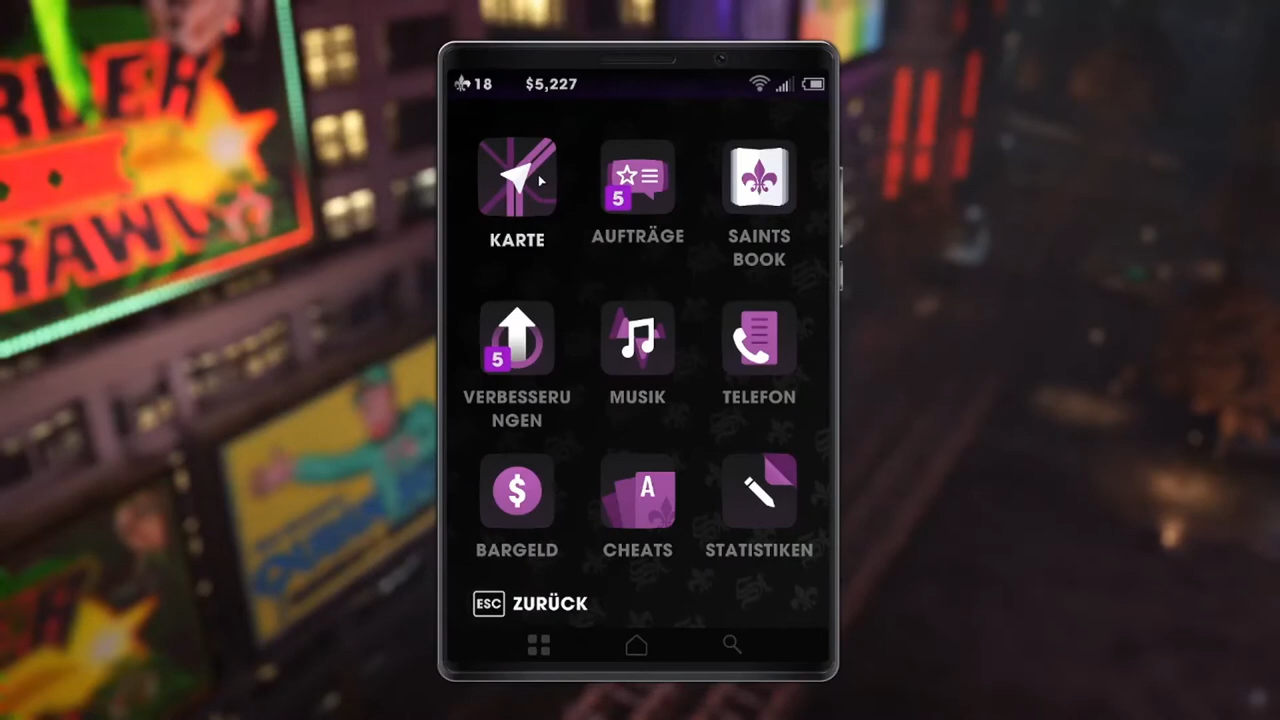 18 $5,227
KARTE
5
AUFTRÄGE
SAINTS
BOOK
5
VERBESSERU
NGEN
MUSIK
TELEFON
$
BARGELD
A
CHEATS
STATISTIKEN
ESC ZURÜCK